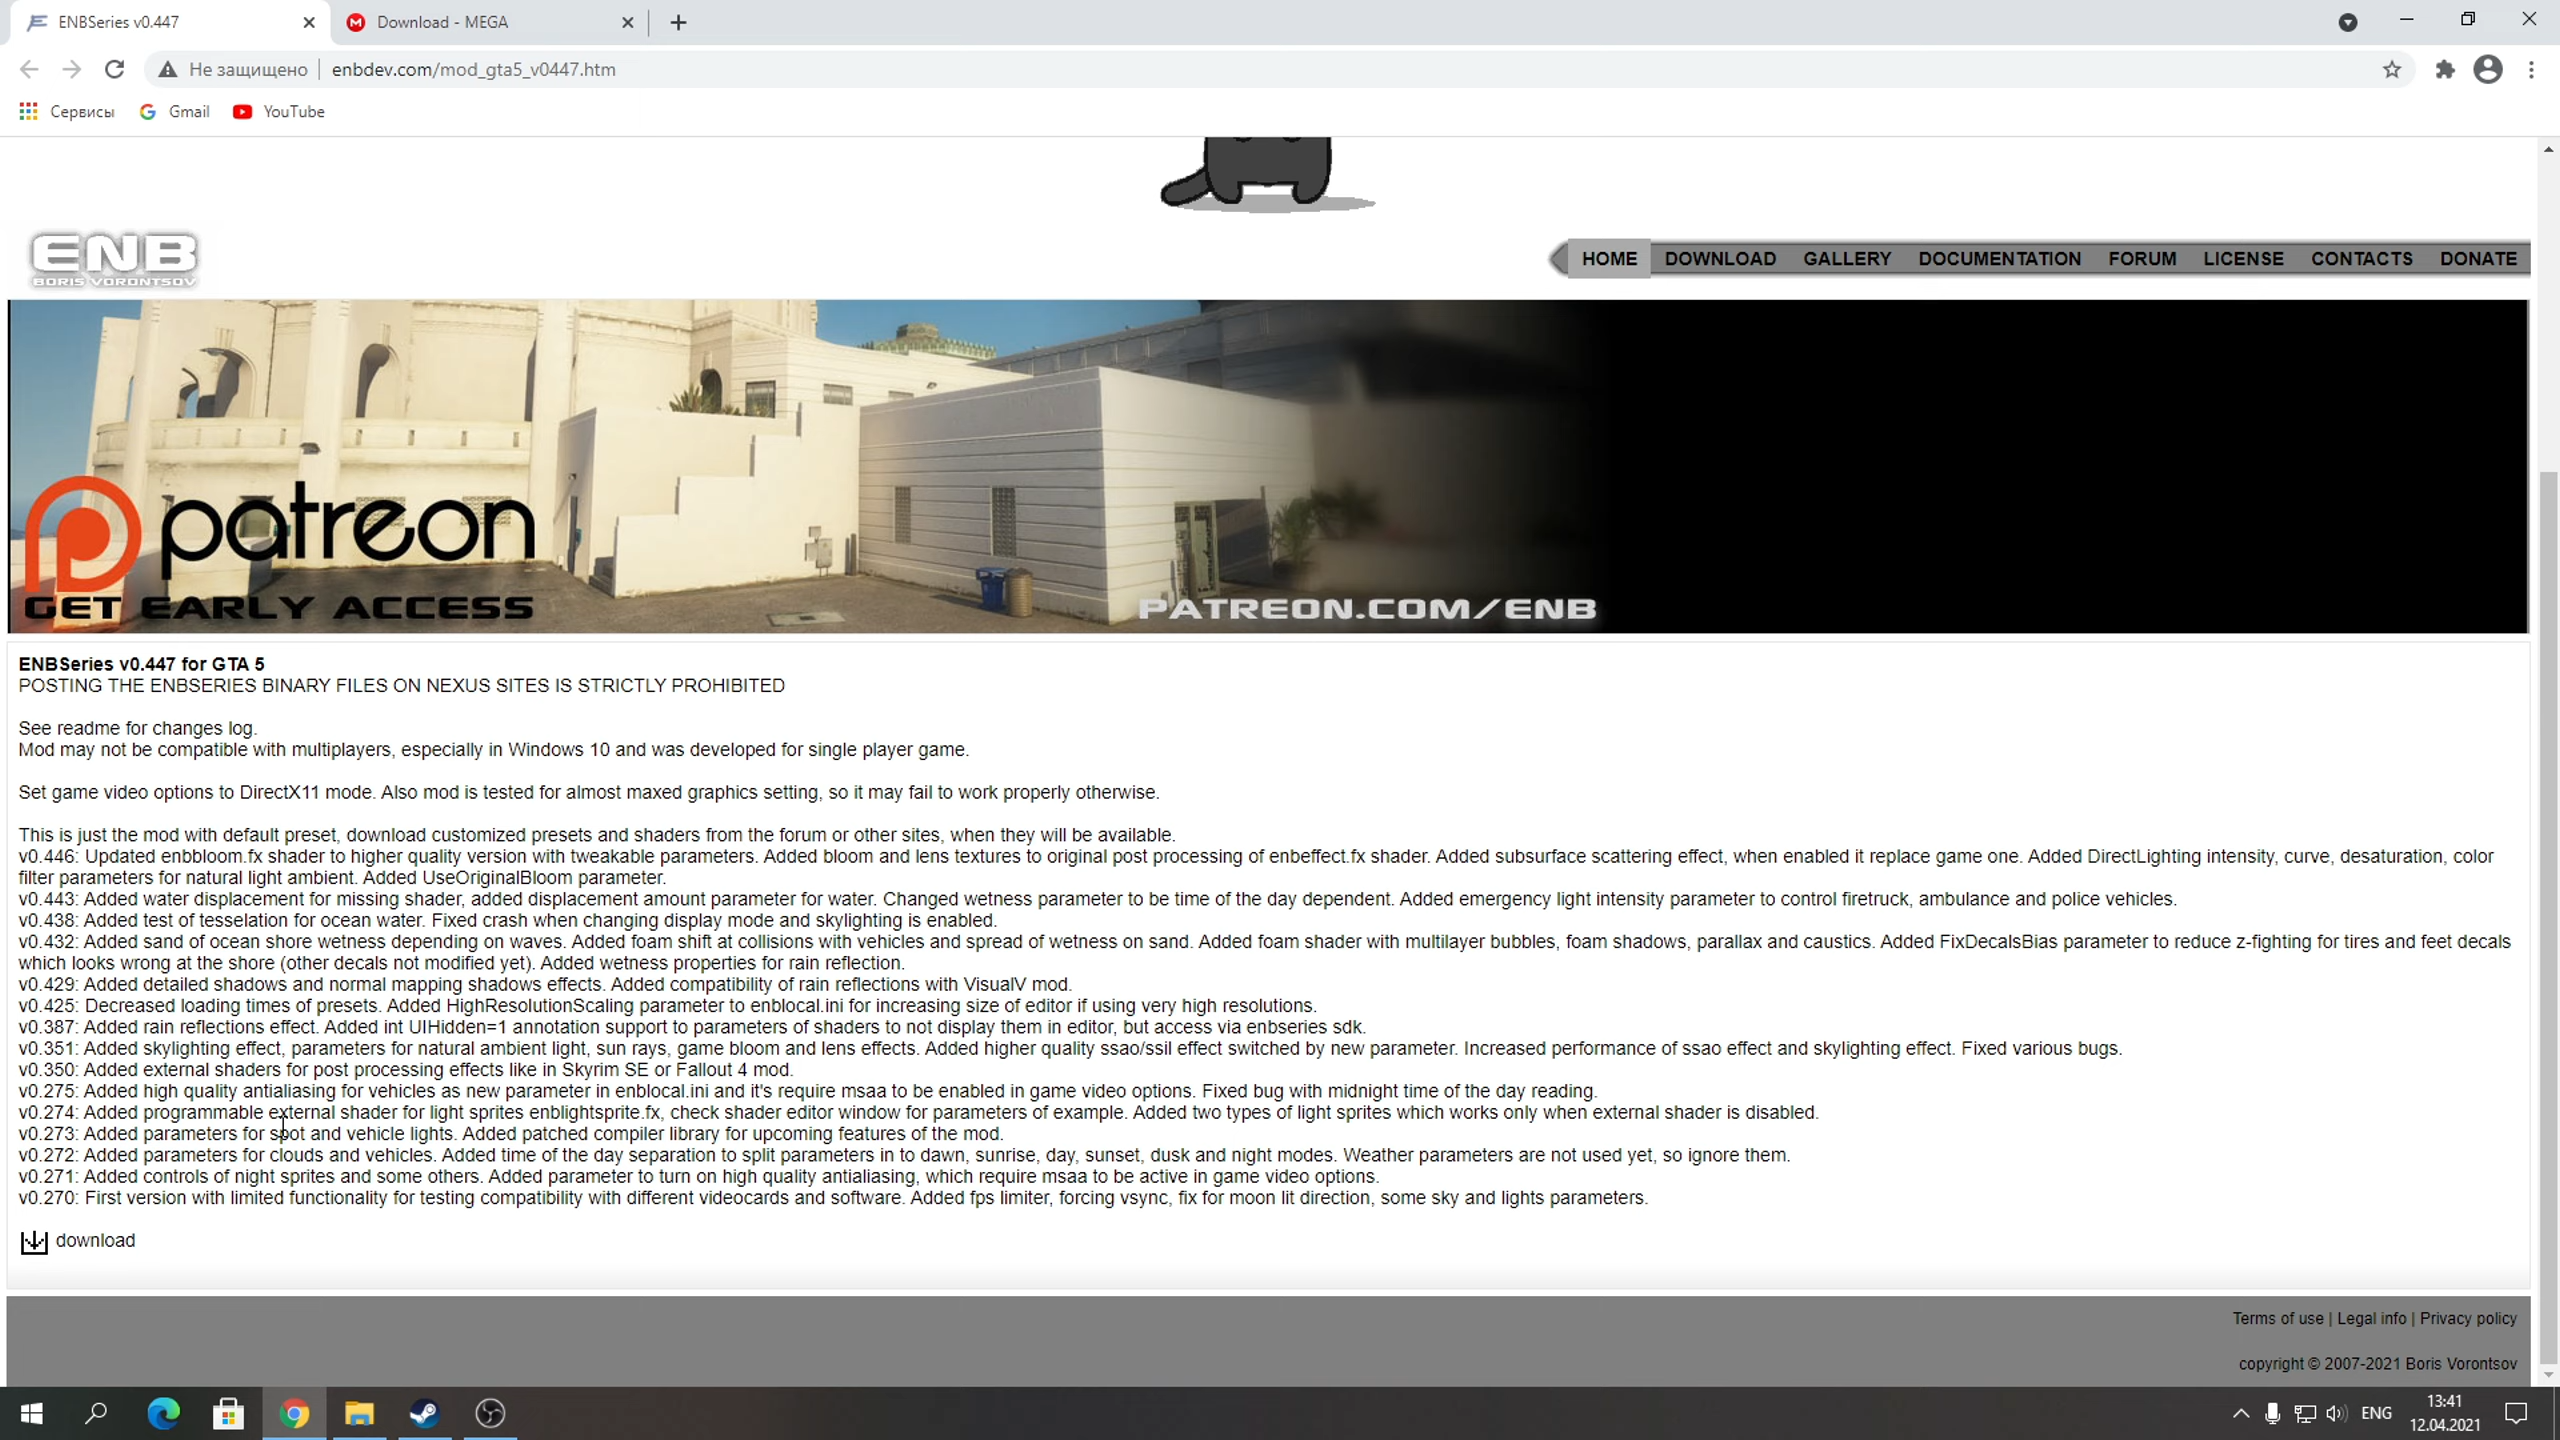 ENBSeries v0.447
Download - MEGA
Не защищено
enbdev.com/mod_gta5_v0447.htm
Сервисы
Gmail
YouTube
ENB
BORIS VORONTSOV
HOME DOWNLOAD GALLERY DOCUMENTATION FORUM LICENSE CONTACTS DONATE
patreon
GET EARLY ACCESS
PATREON.COM/ENB
ENBSeries v0.447 for GTA 5
POSTING THE ENBSERIES BINARY FILES ON NEXUS SITES IS STRICTLY PROHIBITED
See readme for changes log.
Mod may not be compatible with multiplayers, especially in Windows 10 and was developed for single player game.
Set game video options to DirectX11 mode. Also mod is tested for almost maxed graphics setting, so it may fail to work properly otherwise.
This is just the mod with default preset, download customized presets and shaders from the forum or other sites, when they will be available.
v0.446: Updated enbbloom.fx shader to higher quality version with tweakable parameters. Added bloom and lens textures to original post processing of enbeffect.fx shader. Added subsurface scattering effect, when enabled it replace game one. Added DirectLighting intensity, curve, desaturation, color
filter parameters for natural light ambient. Added UseOriginalBloom parameter.
v0.443: Added water displacement for missing shader, added displacement amount parameter for water. Changed wetness parameter to be time of the day dependent. Added emergency light intensity parameter to control firetruck, ambulance and police vehicles.
v0.438: Added test of tesselation for ocean water. Fixed crash when changing display mode and skylighting is enabled.
v0.432: Added sand of ocean shore wetness depending on waves. Added foam shift at collisions with vehicles and spread of wetness on sand. Added foam shader with multilayer bubbles, foam shadows, parallax and caustics. Added FixDecalsBias parameter to reduce z-fighting for tires and feet decals
which looks wrong at the shore (other decals not modified yet). Added wetness properties for rain reflection.
v0.429: Added detailed shadows and normal mapping shadows effects. Added compatibility of rain reflections with VisualV mod.
v0.425: Decreased loading times of presets. Added HighResolutionScaling parameter to enblocal.ini for increasing size of editor if using very high resolutions.
v0.387: Added rain reflections effect. Added int UIHidden=1 annotation support to parameters of shaders to not display them in editor, but access via enbseries sdk.
v0.351: Added skylighting effect, parameters for natural ambient light, sun rays, game bloom and lens effects. Added higher quality ssao/ssil effect switched by new parameter. Increased performance of ssao effect and skylighting effect. Fixed various bugs.
v0.350: Added external shaders for post processing effects like in Skyrim SE or Fallout 4 mod.
v0.275: Added high quality antialiasing for vehicles as new parameter in enblocal.ini and it's require msaa to be enabled in game video options. Fixed bug with midnight time of the day reading.
v0.274: Added programmable external shader for light sprites enblightsprite.fx, check shader editor window for parameters of example. Added two types of light sprites which works only when external shader is disabled.
v0.273: Added parameters for spot and vehicle lights. Added patched compiler library for upcoming features of the mod.
v0.272: Added parameters for clouds and vehicles. Added time of the day separation to split parameters in to dawn, sunrise, day, sunset, dusk and night modes. Weather parameters are not used yet, so ignore them.
v0.271: Added controls of night sprites and some others. Added parameter to turn on high quality antialiasing, which require msaa to be active in game video options.
v0.270: First version with limited functionality for testing compatibility with different videocards and software. Added fps limiter, forcing vsync, fix for moon lit direction, some sky and lights parameters.
download
Terms of use | Legal info | Privacy policy
copyright © 2007-2021 Boris Vorontsov
ENG
13:41
12.04.2021